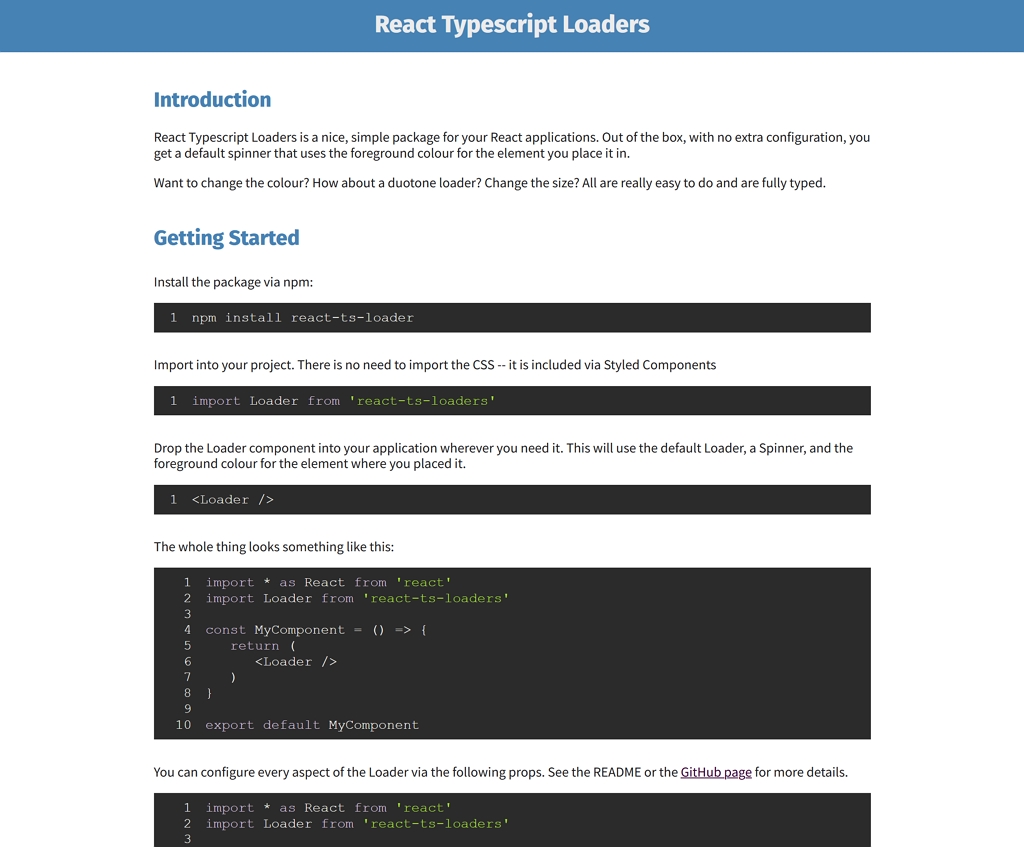 React Typescript Loaders
Introduction
React Typescript Loaders is a nice, simple package for your React applications. Out of the box, with no extra configuration, you
get a default spinner that uses the foreground colour for the element you place it in.
Want to change the colour? How about a duotone loader? Change the size? All are really easy to do and are fully typed.
Getting Started
Install the package via npm:
1 npm install react-ts-loader
Import into your project. There is no need to import the CSS -- it is included via Styled Components
1 import Loader from 'react-ts-loaders'
Drop the Loader component into your application wherever you need it. This will use the default Loader, a Spinner, and the
foreground colour for the element where you placed it.
1 <Loader />
The whole thing looks something like this:
1 import * as React from 'react'
2 import Loader from 'react-ts-loaders'
3
4 const MyComponent = () => {
5    return (
6       <Loader />
7    )
8 }
9
10 export default MyComponent
You can configure every aspect of the Loader via the following props. See the README or the GitHub page for more details.
1 import * as React from 'react'
2 import Loader from 'react-ts-loaders'
3